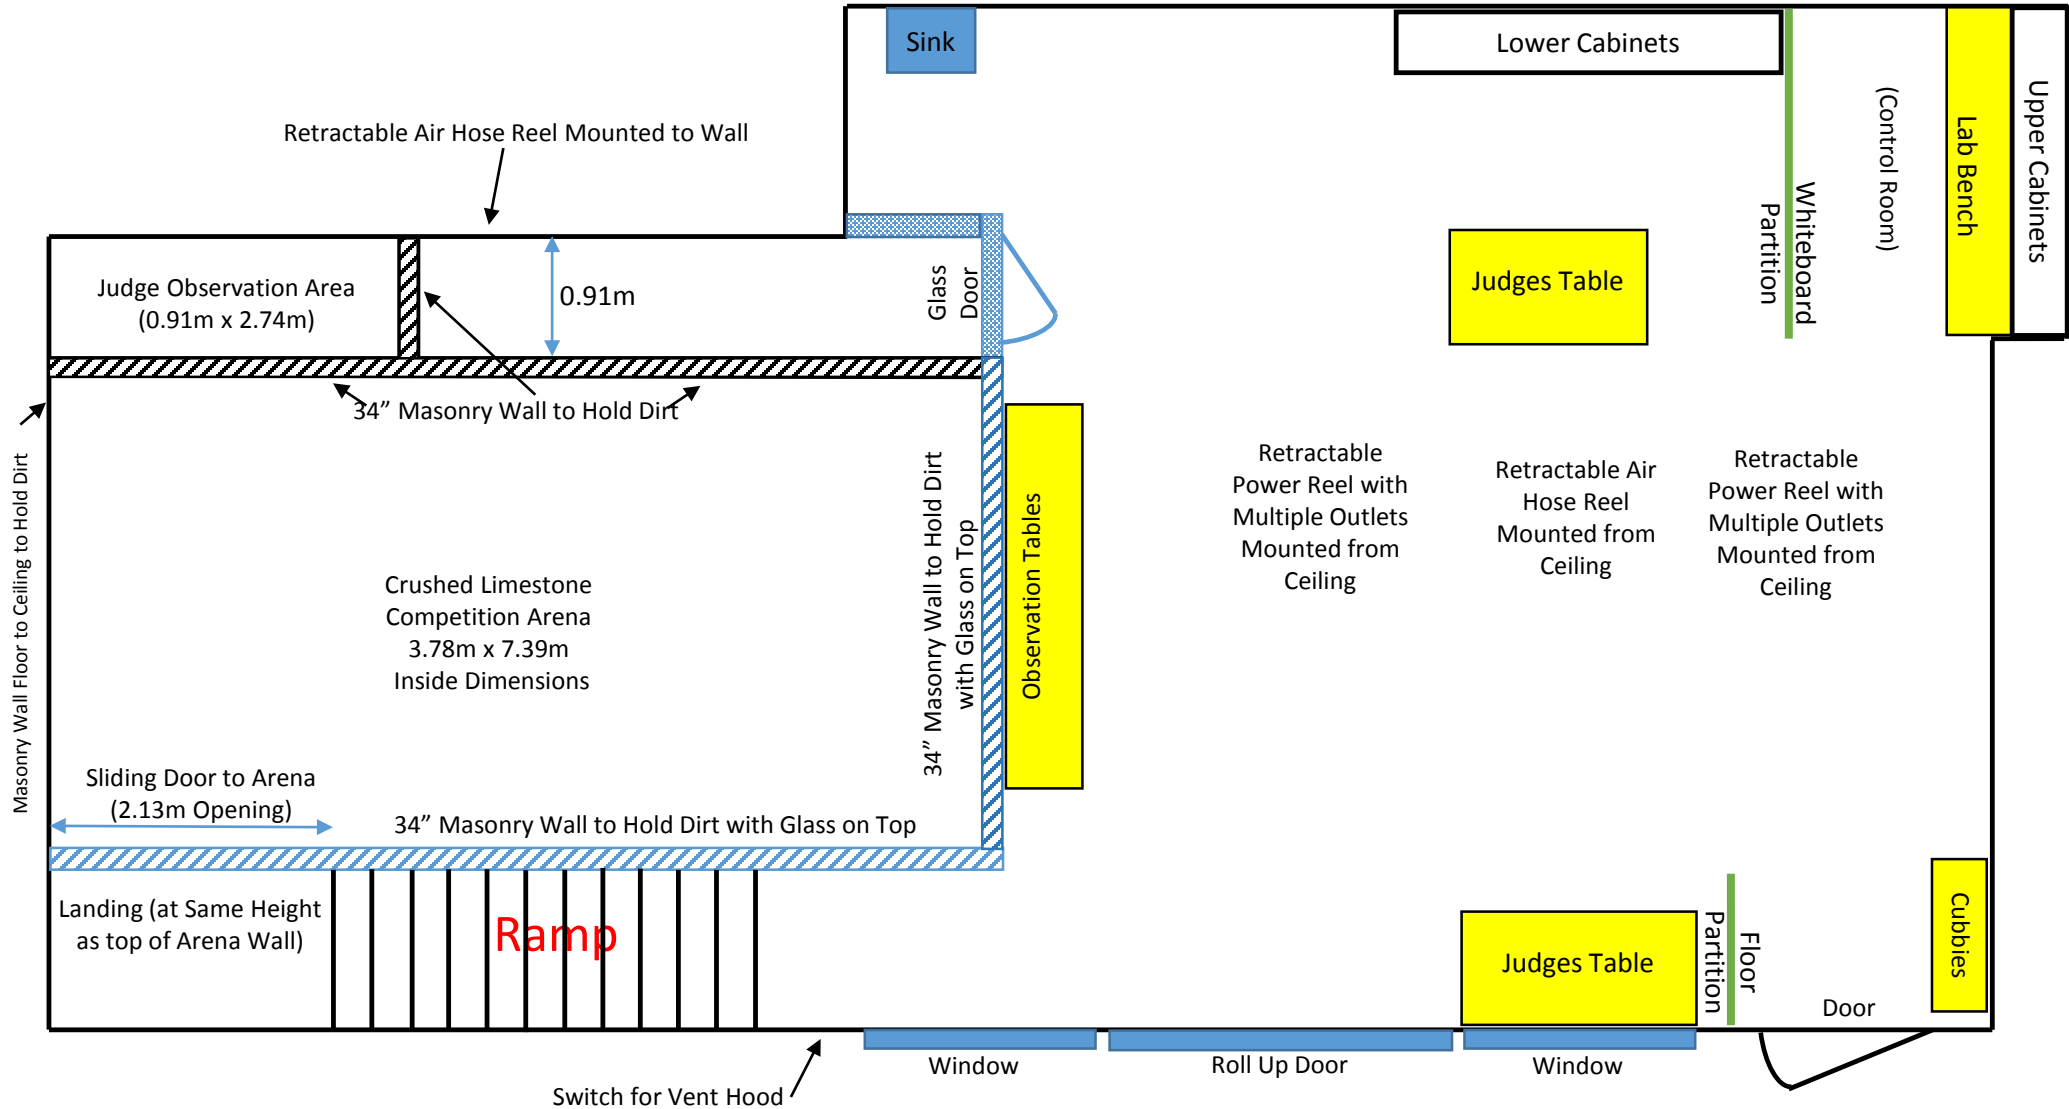 Sink
Lower Cabinets
Upper Cabinets
Lab Bench
(Control Room)
Whiteboard
Partition
Retractable Air Hose Reel Mounted to Wall
Judge Observation Area
(0.91m x 2.74m)
0.91m
Glass
Door
Judges Table
34” Masonry Wall to Hold Dirt
Masonry Wall Floor to Ceiling to Hold Dirt
Crushed Limestone
Competition Arena
3.78m x 7.39m
Inside Dimensions
34” Masonry Wall to Hold Dirt
with Glass on Top
Observation Tables
Retractable
Power Reel with
Multiple Outlets
Mounted from
Ceiling
Retractable Air
Hose Reel
Mounted from
Ceiling
Retractable
Power Reel with
Multiple Outlets
Mounted from
Ceiling
Sliding Door to Arena
(2.13m Opening)
34” Masonry Wall to Hold Dirt with Glass on Top
Landing (at Same Height
as top of Arena Wall)
Ramp
Judges Table
Floor
Partition
Cubbies
Door
Window
Roll Up Door
Window
Switch for Vent Hood